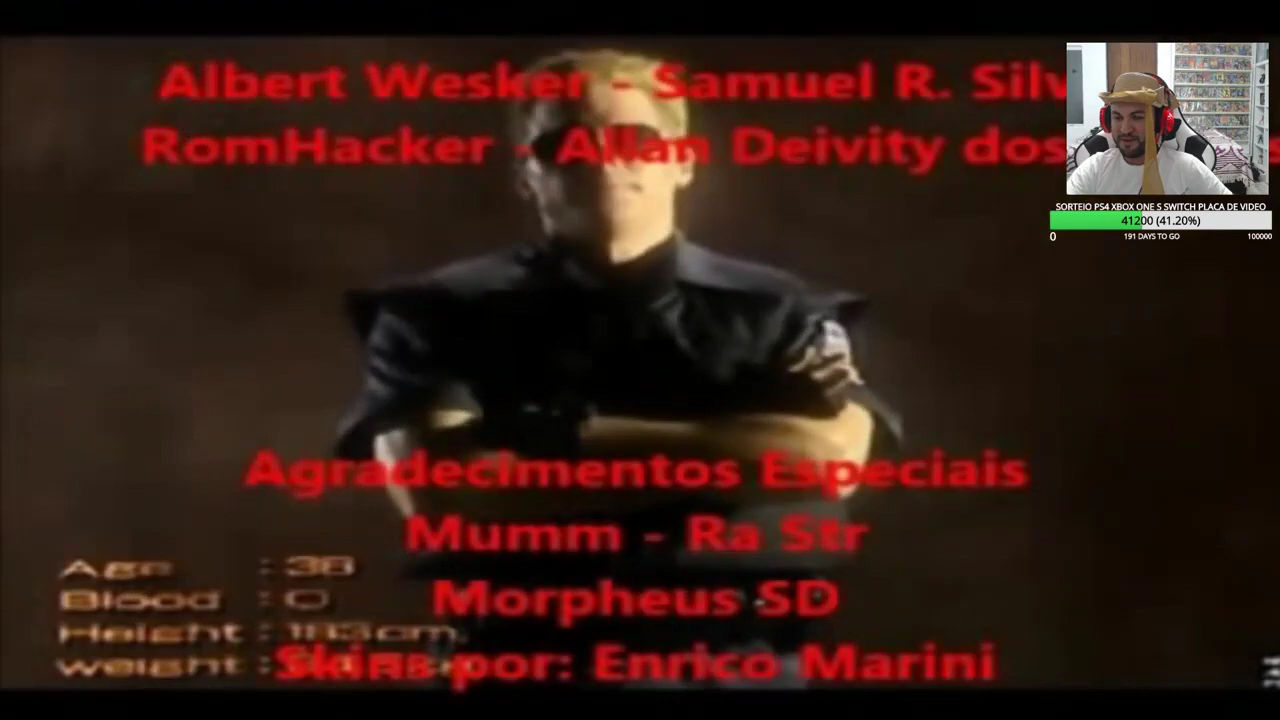 Albert Wesker - Samuel R. Silv
RomHacker - Allan Deivity dos
SORTEIO PS4 XBOX ONE S SWITCH PLACA DE VIDEO
41200 (41.20%)
0 191 DAYS TO GO 100000
Agradecimentos Especiais
Mumm - Ra Str
Morpheus SD
Skins por: Enrico Marini
Age : 38
Blood : O
Height : 183cm
weight :